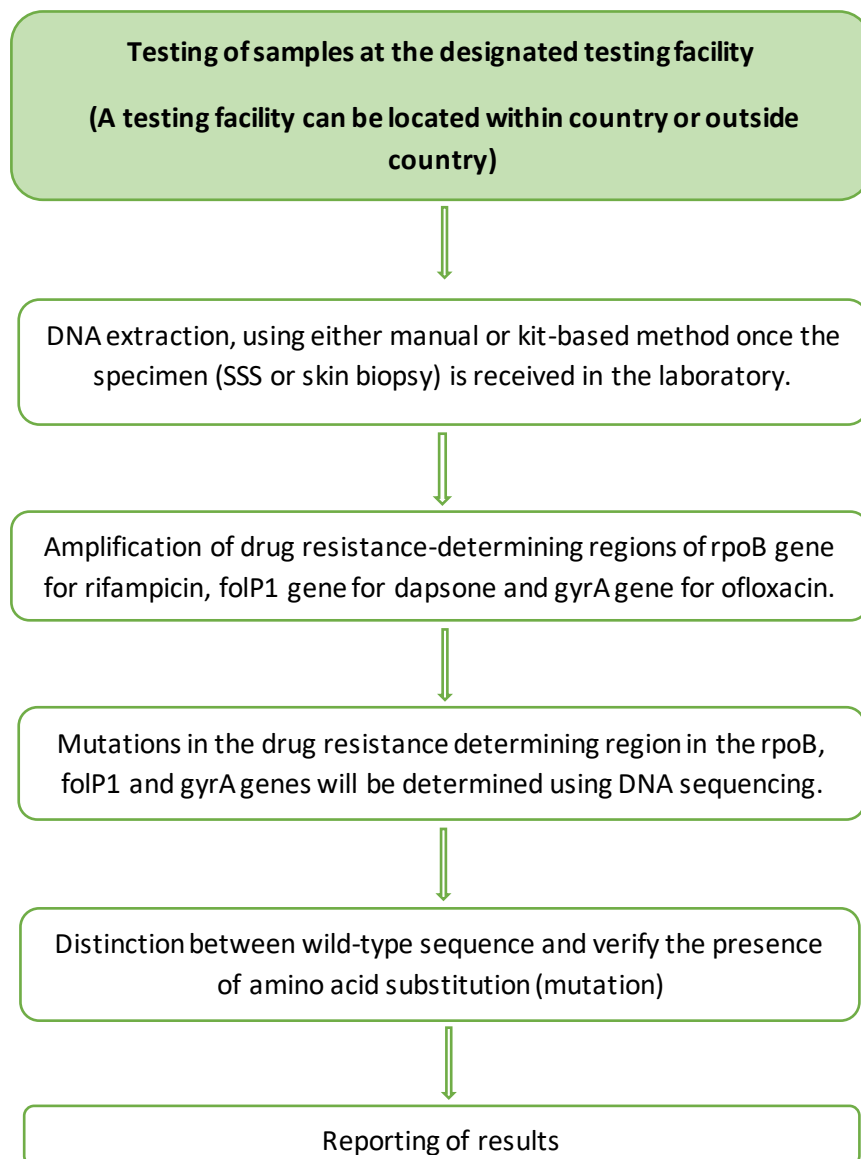 Testing of samples at the designated testing facility
(A testing facility can be located within country or outside
country)
DNA extraction, using either manual or kit-based method once the
specimen (SSS or skin biopsy) is received in the laboratory.
Amplification of drug resistance-determining regions of rpoB gene
for rifampicin, folP1 gene for dapsone and gyrA gene for ofloxacin.
Mutations in the drug resistance determining region in the rpoB,
folP1 and gyrA genes will be determined using DNA sequencing.
Distinction between wild-type sequence and verify the presence
of amino acid substitution (mutation)
Reporting of results